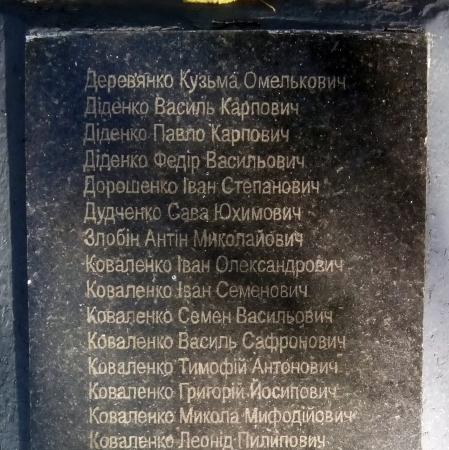 Дерев'янко Кузьма Омелькович
Діденко Василь Карпович
Діденко Павло Карпович
Діденко Федір Васильович
Дорошенко Іван Степанович
Дудченко Сава Юхимович
Злобін Антін Миколайович
Коваленко Іван Олександрович
Коваленко Іван Семенович
Коваленко Семен Васильович
Коваленко Василь Сафронович
Коваленко Тимофій Антонович
Коваленко Григорій Йосипович
Коваленко Микола Мифодійович
Коваленко Леонід Пилипович